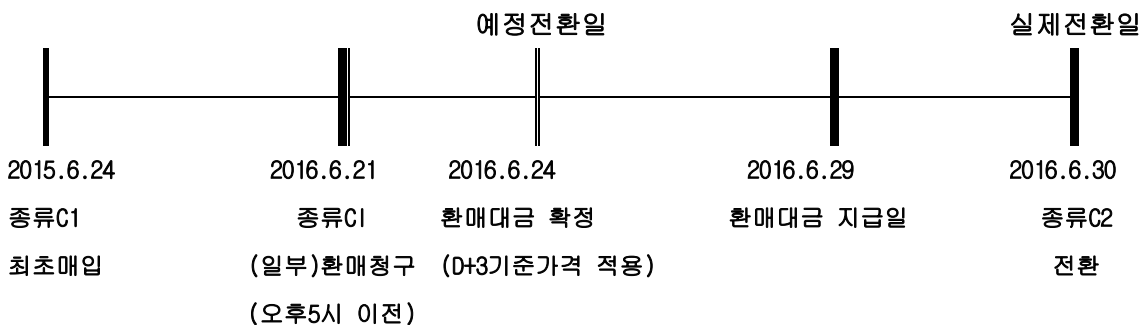 예정전환일 실제전환일
2015.6.24 2016.6.21 2016.6.24 2016.6.29 2016.6.30
종류C1 종류CI 환매대금 확정 환매대금 지급일 종류C2
최초매입 (일부)환매청구 (D+3기준가격 적용) 전환
(오후5시 이전)